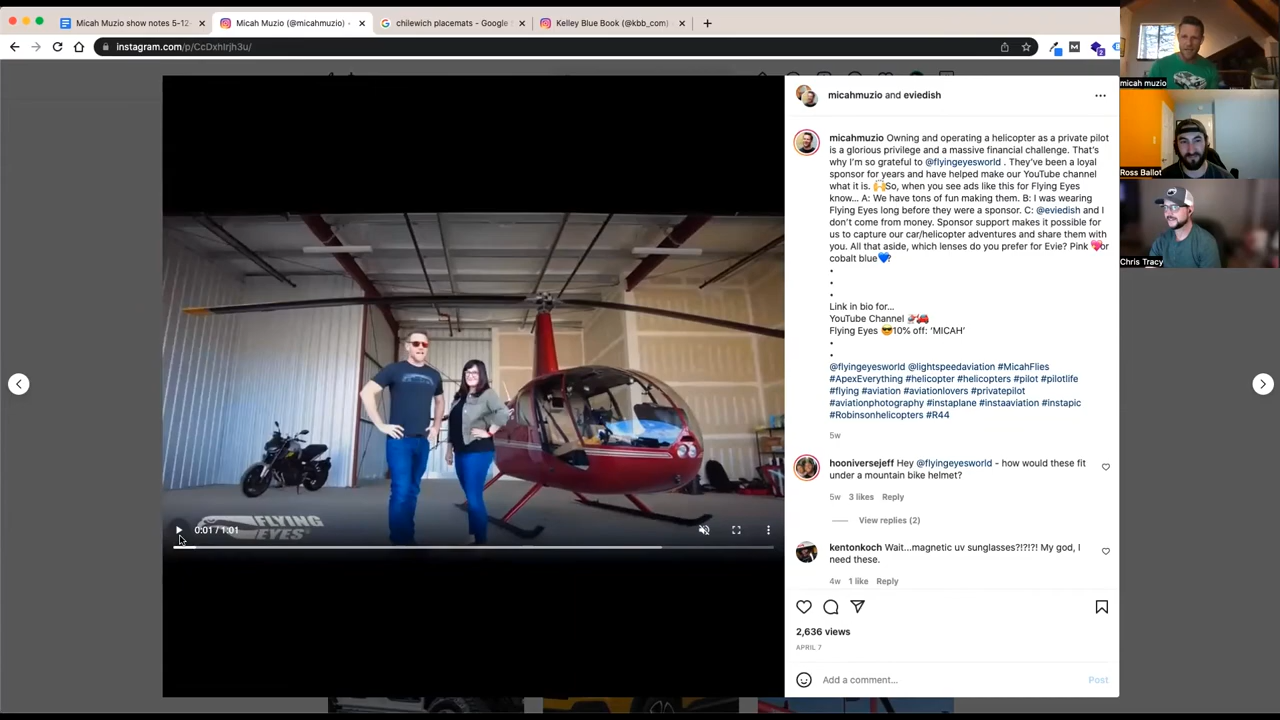 Micah Muzio show notes 5-12-
Micah Muzio (@micahmuzio) •
chilewich placemats - Google S
Kelley Blue Book (@kbb_com) •
instagram.com/p/CcDxhIrjh3u/
micah muzio
Ross Ballot
Chris Tracy
FLYING
EYES
0:01 / 1:01
micahmuzio and eviedish
micahmuzio Owning and operating a helicopter as a private pilot
is a glorious privilege and a massive financial challenge. That's
why I'm so grateful to @flyingeyesworld . They've been a loyal
sponsor for years and have helped make our YouTube channel
what it is. 🙌So, when you see ads like this for Flying Eyes
know... A: We have tons of fun making them. B: I was wearing
Flying Eyes long before they were a sponsor. C: @eviedish and I
don't come from money. Sponsor support makes it possible for
us to capture our car/helicopter adventures and share them with
you. All that aside, which lenses do you prefer for Evie? Pink 💖or
cobalt blue💙?
•
•
•
Link in bio for...
YouTube Channel 🚁🚗
Flying Eyes 😎10% off: 'MICAH'
•
•
@flyingeyesworld @lightspeedaviation #MicahFlies
#ApexEverything #helicopter #helicopters #pilot #pilotlife
#flying #aviation #aviationlovers #privatepilot
#aviationphotography #instaplane #instaaviation #instapic
#Robinsonhelicopters #R44
5w
hooniversejeff Hey @flyingeyesworld - how would these fit
under a mountain bike helmet?
5w 3 likes Reply
View replies (2)
kentonkoch Wait...magnetic uv sunglasses?!?!?! My god, I
need these.
4w 1 like Reply
2,636 views
APRIL 7
Add a comment...
Post